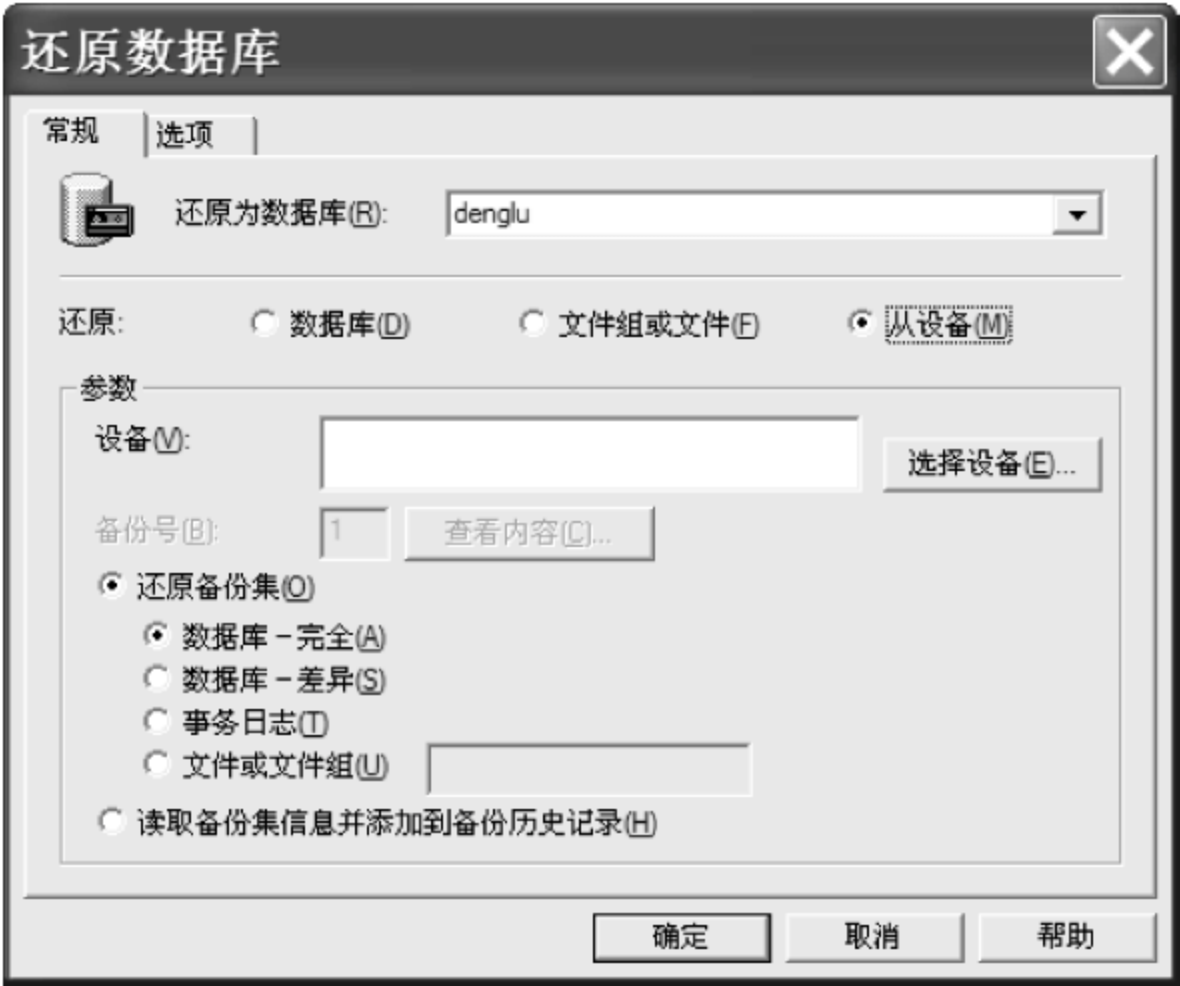 还原数据库
常规 选项
还原为数据库(R): denglu
还原: 数据库(D) 文件组或文件(F) 从设备(M)
参数
设备(V): 选择设备(E)...
备份号(B): 1 查看内容(C)...
还原备份集(O)
数据库－完全(A)
数据库－差异(S)
事务日志(T)
文件或文件组(U)
读取备份集信息并添加到备份历史记录(H)
确定 取消 帮助